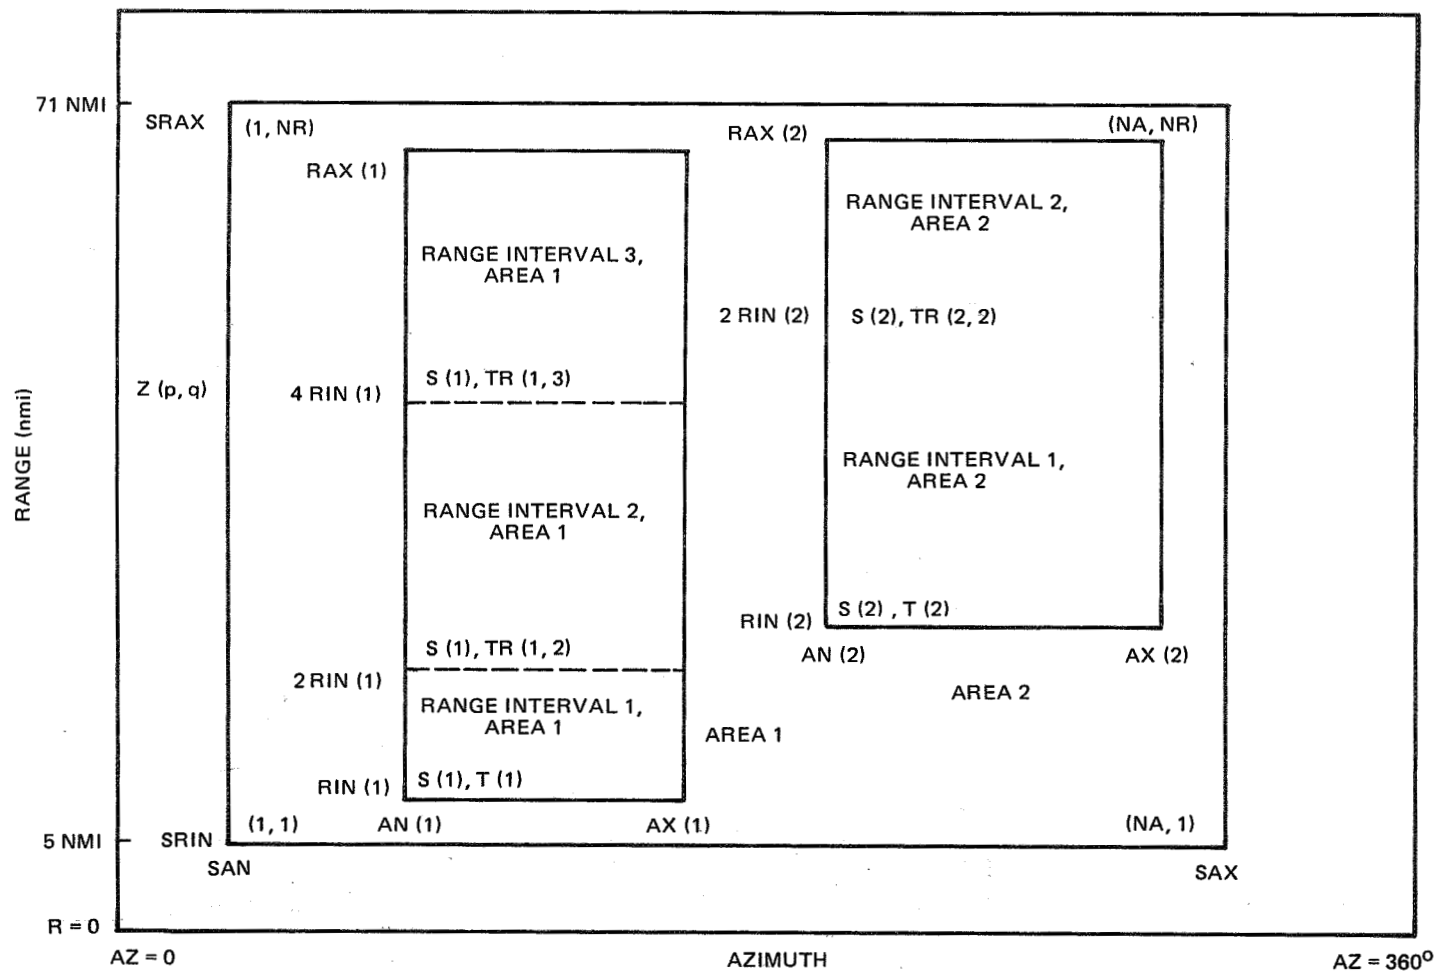 71 NMI
SRAX
(1, NR)
RAX (2)
(NA, NR)
RAX (1)
RANGE INTERVAL 2,
AREA 2
RANGE INTERVAL 3,
AREA 1
2 RIN (2)
S (2), TR (2, 2)
S (1), TR (1, 3)
Z (p, q)
4 RIN (1)
RANGE (nmi)
RANGE INTERVAL 1,
AREA 2
RANGE INTERVAL 2,
AREA 1
S (2) , T (2)
RIN (2)
S (1), TR (1, 2)
AN (2)
AX (2)
2 RIN (1)
AREA 2
RANGE INTERVAL 1,
AREA 1
AREA 1
S (1), T (1)
RIN (1)
(1, 1)
AN (1)
AX (1)
(NA, 1)
5 NMI
SRIN
SAN
SAX
R = 0
AZ = 0
AZIMUTH
AZ = 360º